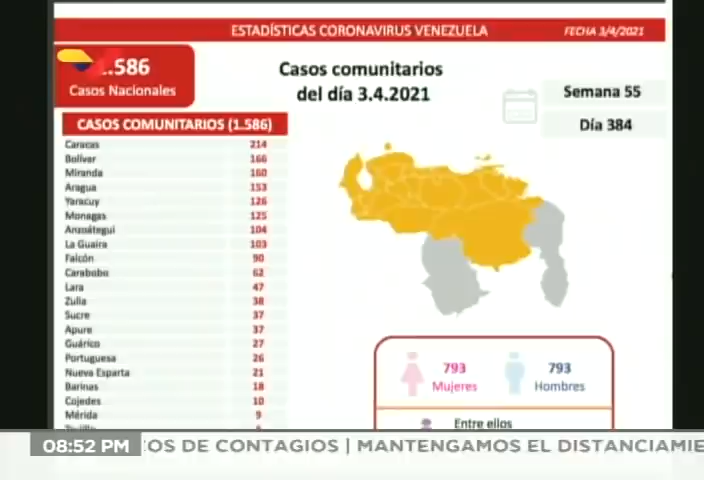 ESTADÍSTICAS CORONAVIRUS VENEZUELA
FECHA 3/4/2021
.586
Casos Nacionales
Casos comunitarios
del día 3.4.2021
Semana 55
Día 384
CASOS COMUNITARIOS (1.586)
Caracas 214
Bolívar 166
Miranda 160
Aragua 153
Yaracuy 126
Monagas 125
Anzoátegui 104
La Guaira 103
Falcón 90
Carabobo 62
Lara 47
Zulia 38
Sucre 37
Apure 37
Guárico 27
Portuguesa 26
Nueva Esparta 21
Barinas 18
Cojedes 10
Mérida 9
793
Mujeres
793
Hombres
Entre ellos
08:52 PM
OS DE CONTAGIOS | MANTENGAMOS EL DISTANCIAMIE